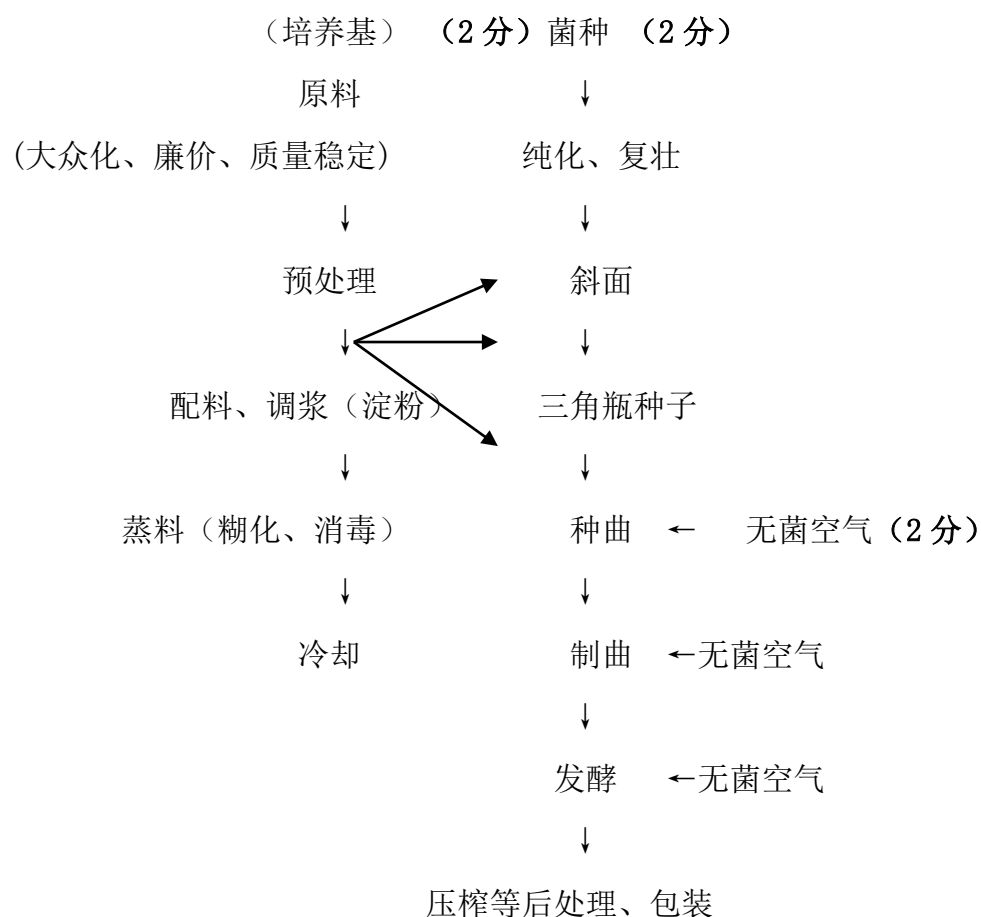 （培养基） （2 分）菌种 （2 分）
原料 ↓
(大众化、廉价、质量稳定) 纯化、复壮
↓ ↓
预处理 斜面
↓ ↓
配料、调浆（淀粉） 三角瓶种子
↓ ↓
蒸料（糊化、消毒） 种曲 ← 无菌空气（2 分）
↓ ↓
冷却 制曲 ←无菌空气
↓
发酵 ←无菌空气
↓
压榨等后处理、包装